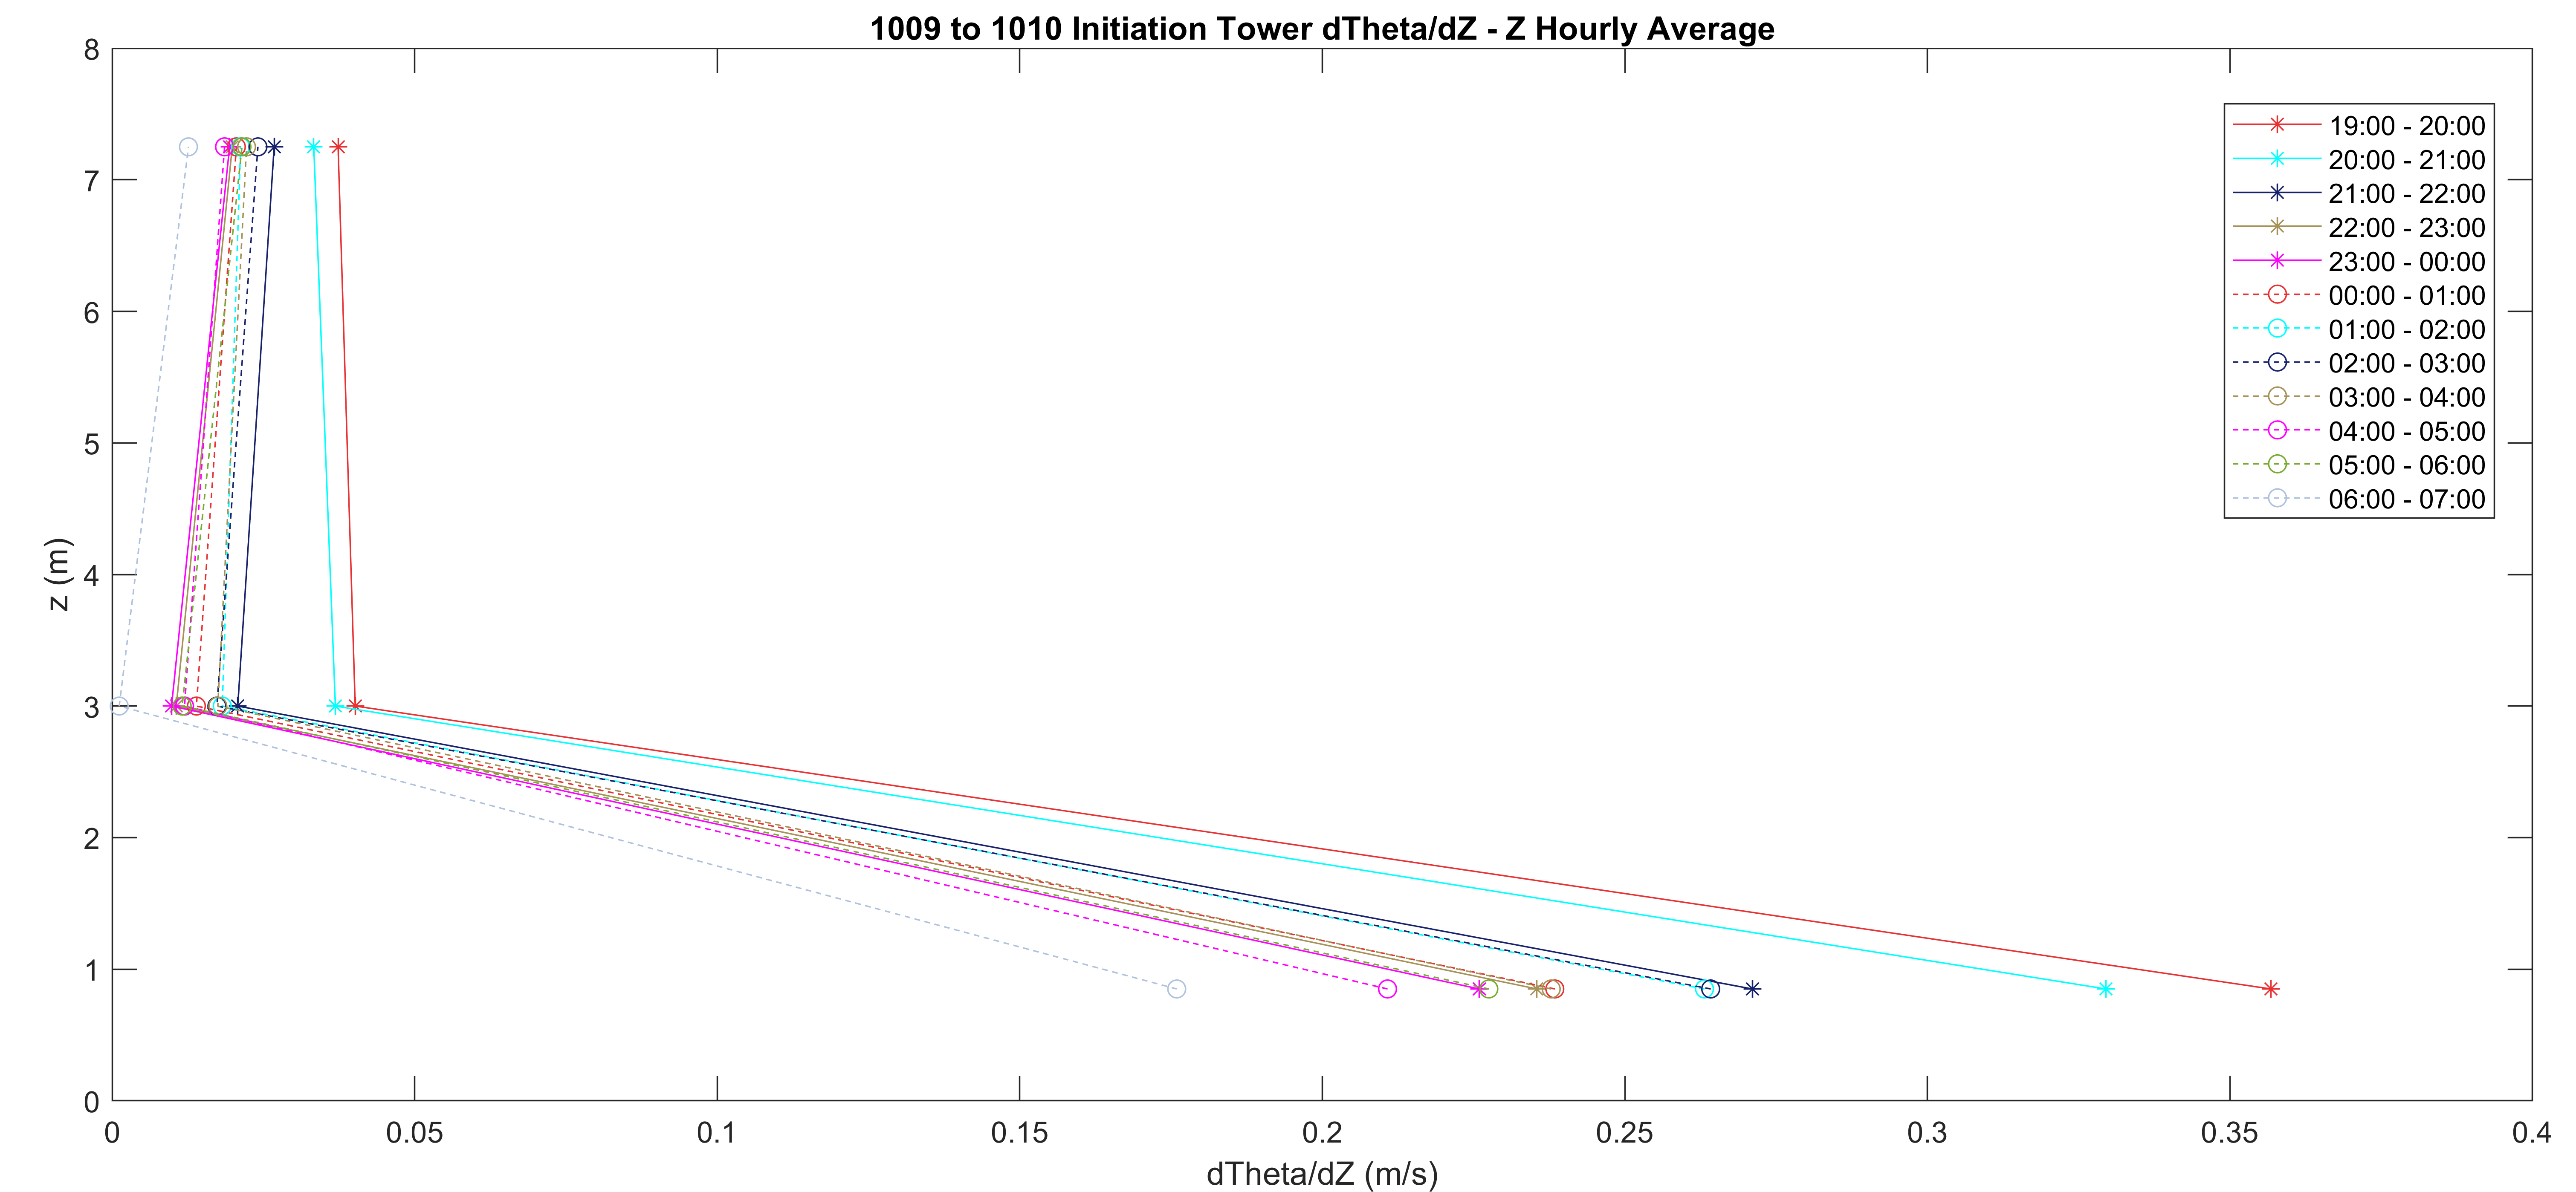 1009 to 1010 Initiation Tower dTheta/dZ - Z Hourly Average
8
7
6
5
4
3
2
1
0
z (m)
19:00 - 20:00
20:00 - 21:00
21:00 - 22:00
22:00 - 23:00
23:00 - 00:00
00:00 - 01:00
01:00 - 02:00
02:00 - 03:00
03:00 - 04:00
04:00 - 05:00
05:00 - 06:00
06:00 - 07:00
0 0.05 0.1 0.15 0.2 0.25 0.3 0.35 0.4
dTheta/dZ (m/s)